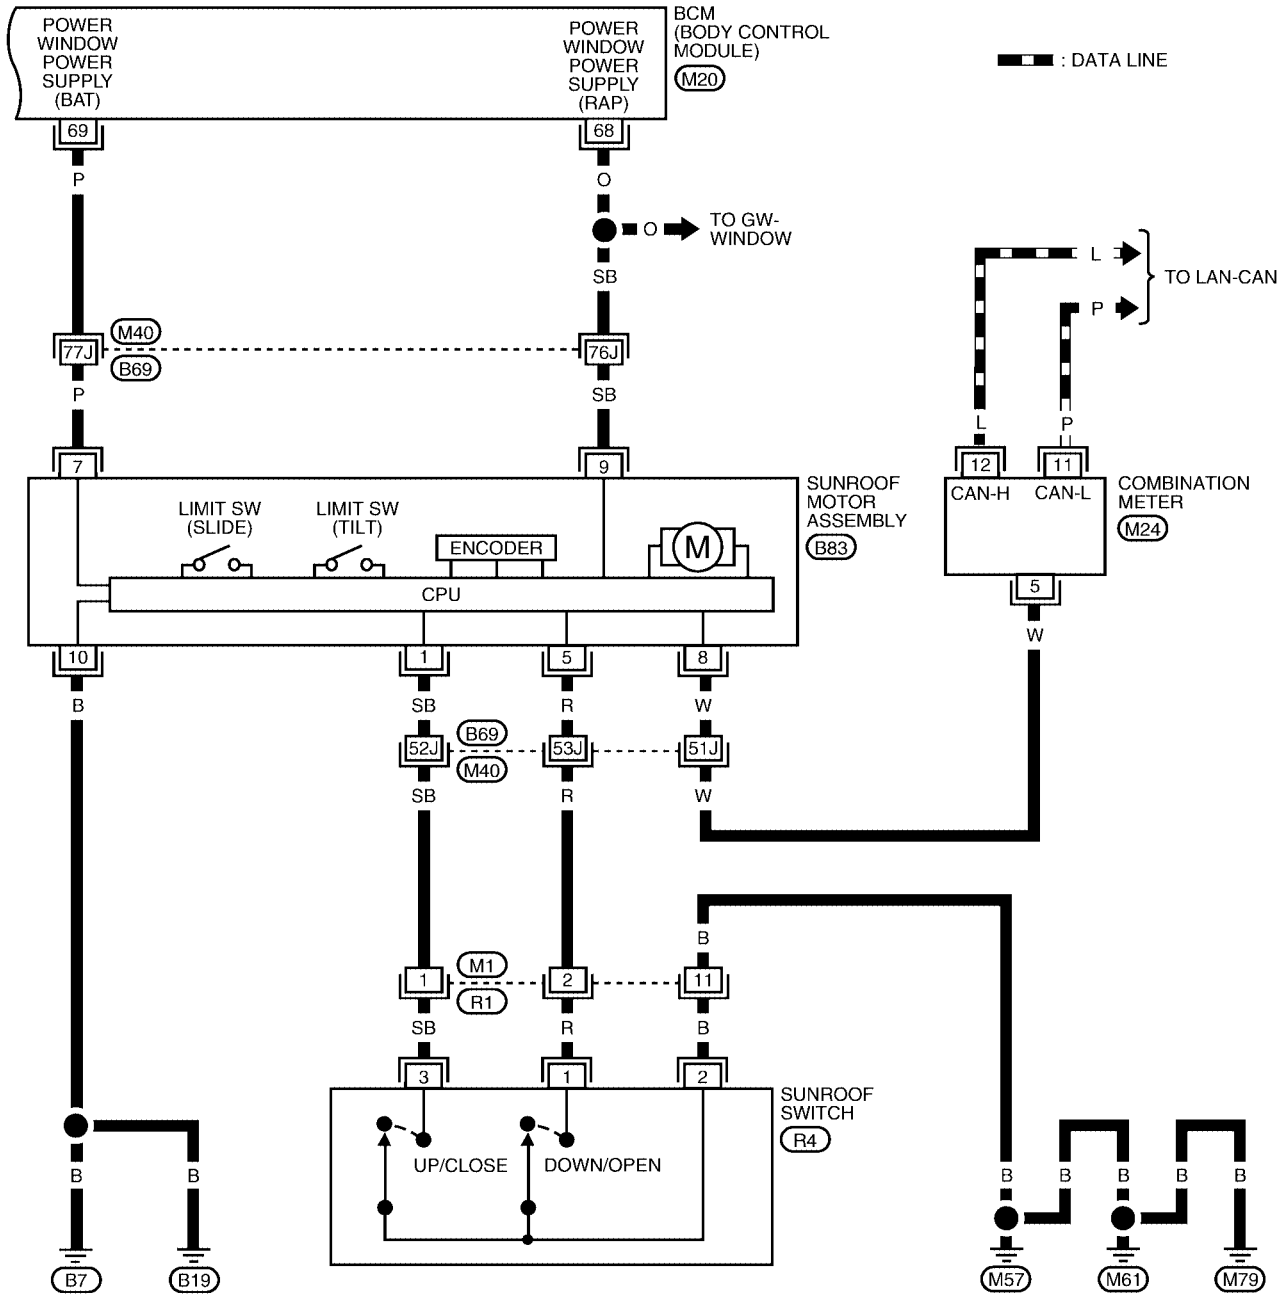 POWER
WINDOW
POWER
SUPPLY
(BAT)
POWER
WINDOW
POWER
SUPPLY
(RAP)
BCM
(BODY CONTROL
MODULE)
M20
: DATA LINE
69
68
P
O
O
TO GW-
WINDOW
SB
L
P
TO LAN-CAN
77J
M40
B69
76J
P
SB
L
P
7
9
12
11
CAN-H
CAN-L
COMBINATION
METER
M24
5
W
SUNROOF
MOTOR
ASSEMBLY
B83
LIMIT SW
(SLIDE)
LIMIT SW
(TILT)
ENCODER
M
CPU
10
1
5
8
B
SB
R
W
52J
B69
M40
53J
51J
SB
R
W
B
1
M1
R1
2
11
SB
R
B
3
1
2
SUNROOF
SWITCH
R4
UP/CLOSE
DOWN/OPEN
B
B
B
B
B
B
B
B7
B19
M57
M61
M79